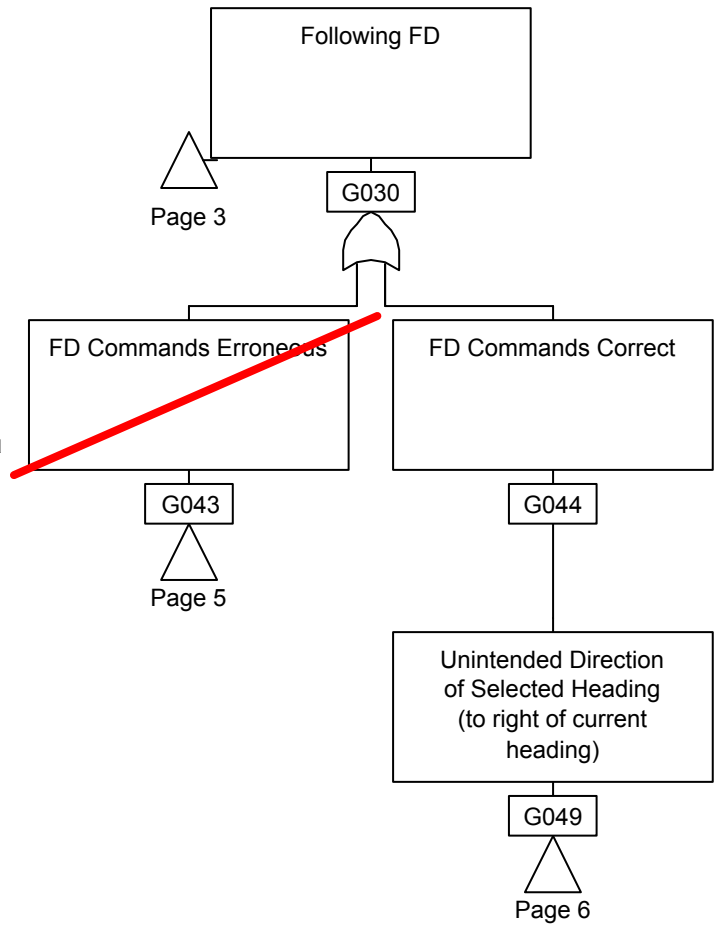 Following FD
G030
Page 3
FD Commands Erroneous
FD Commands Correct
G043
G044
Page 5
Unintended Direction
of Selected Heading
(to right of current
heading)
G049
Page 6